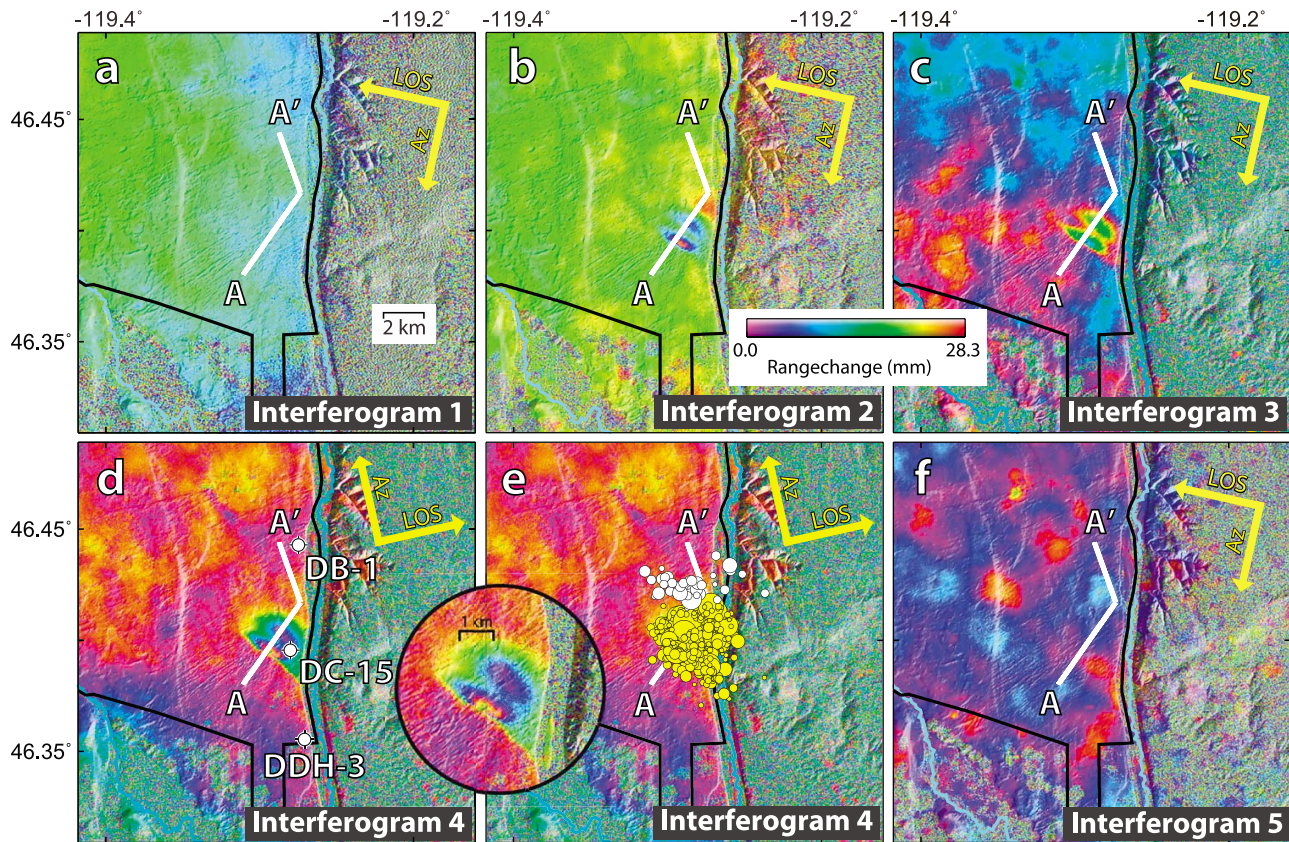 -119.4° -119.2° -119.4° -119.2° -119.4° -119.2°
a
LOS
Az
A'
A
2 km
46.45°
46.35°
Interferogram 1
b
LOS
Az
A'
A
Interferogram 2
c
LOS
Az
A'
A
Interferogram 3
0.0 28.3
Rangechange (mm)
d
Az
LOS
A'
A
DB-1
DC-15
DDH-3
46.45°
46.35°
Interferogram 4
e
Az
LOS
A'
A
1 km
Interferogram 4
f
LOS
Az
A'
A
Interferogram 5